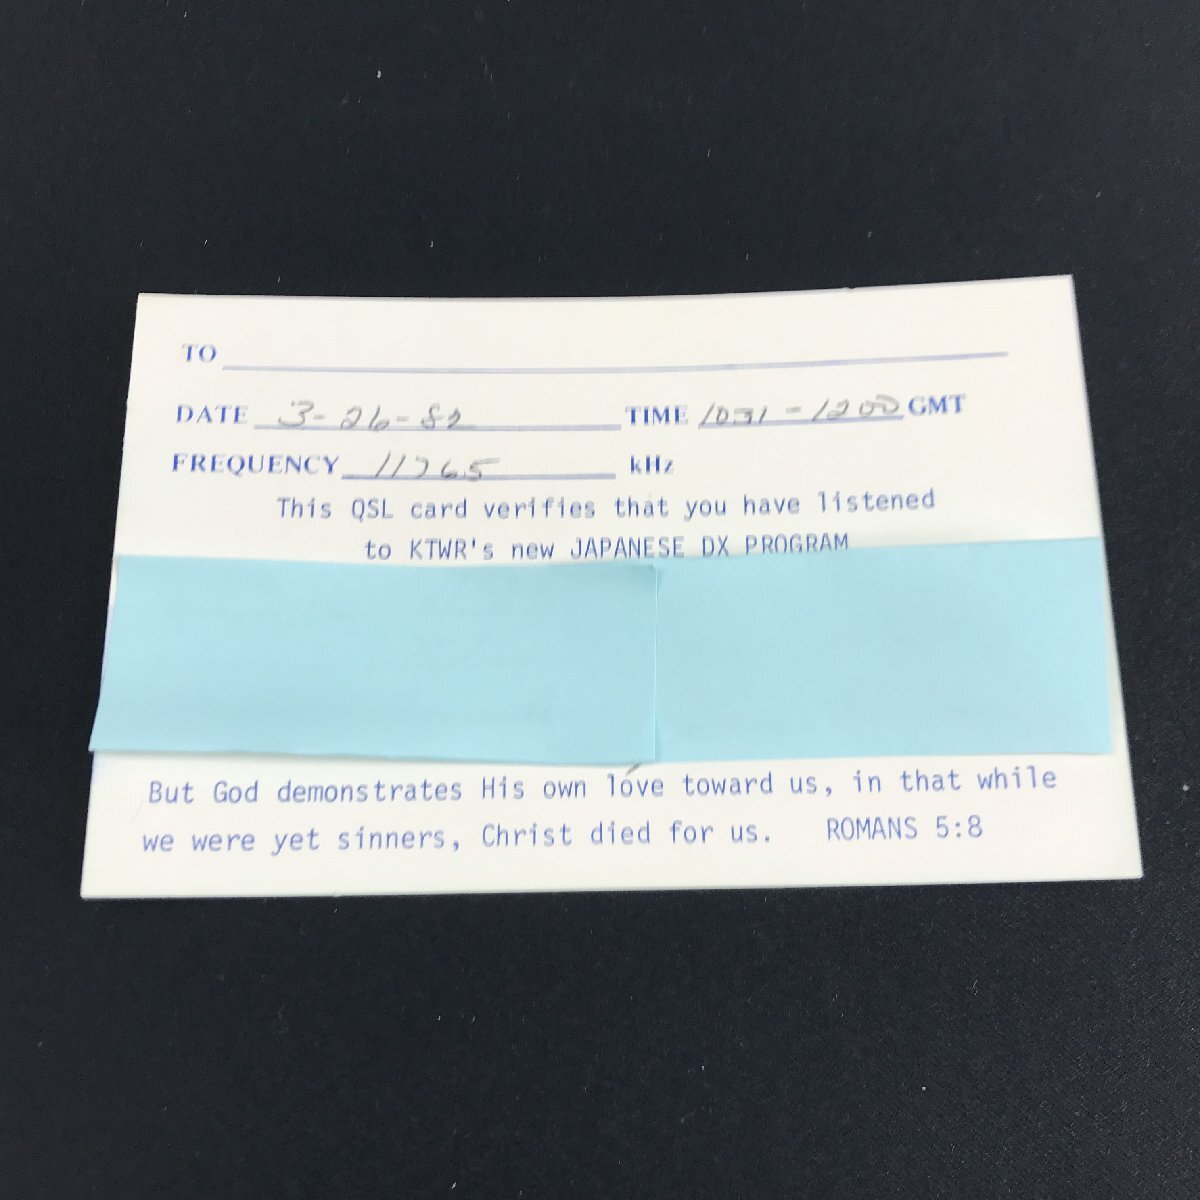 TO
DATE 3-26-82 TIME 1031-1200 GMT
FREQUENCY 11765 kHz
This QSL card verifies that you have listened
to KTWR's new JAPANESE DX PROGRAM
But God demonstrates His own love toward us, in that while
we were yet sinners, Christ died for us. ROMANS 5:8